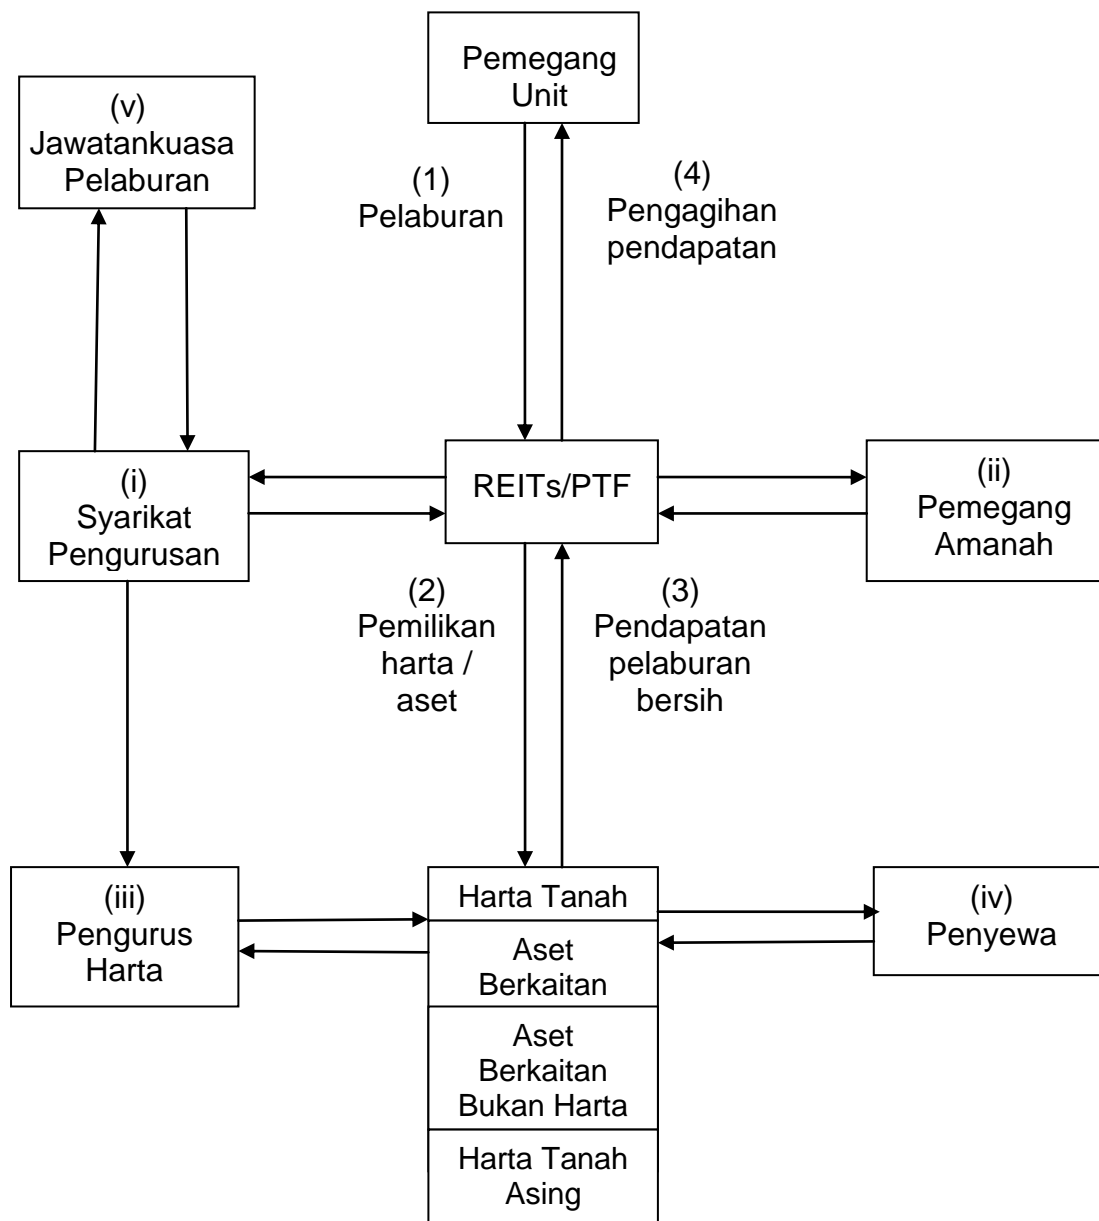 Pemegang
Unit
(v)
Jawatankuasa
Pelaburan
(1)
Pelaburan
(4)
Pengagihan
pendapatan
(i)
Syarikat
Pengurusan
REITs/PTF
(ii)
Pemegang
Amanah
(2)
Pemilikan
harta /
aset
(3)
Pendapatan
pelaburan
bersih
(iii)
Pengurus
Harta
Harta Tanah
Aset
Berkaitan
Aset
Berkaitan
Bukan Harta
Harta Tanah
Asing
(iv)
Penyewa